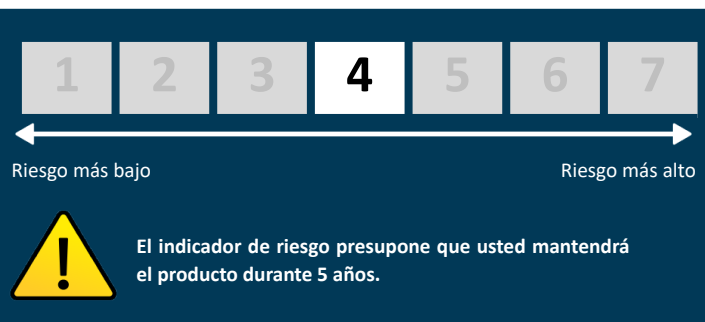 1 2 3 4 5 6 7
Riesgo más bajo Riesgo más alto
!
El indicador de riesgo presupone que usted mantendrá
el producto durante 5 años.